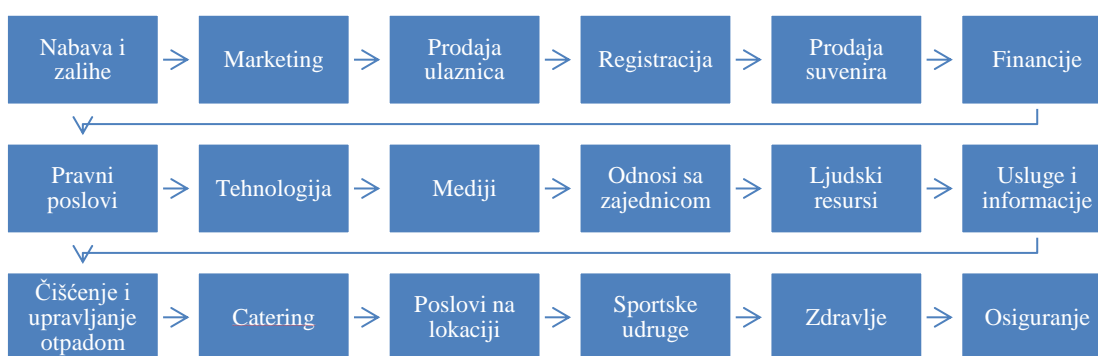 Nabava i
zalihe
Marketing
Prodaja
ulaznica
Registracija
Prodaja
suvenira
Financije
Pravni
poslovi
Tehnologija
Mediji
Odnosi sa
zajednicom
Ljudski
resursi
Usluge i
informacije
Čišćenje i
upravljanje
otpadom
Catering
Poslovi na
lokaciji
Sportske
udruge
Zdravlje
Osiguranje